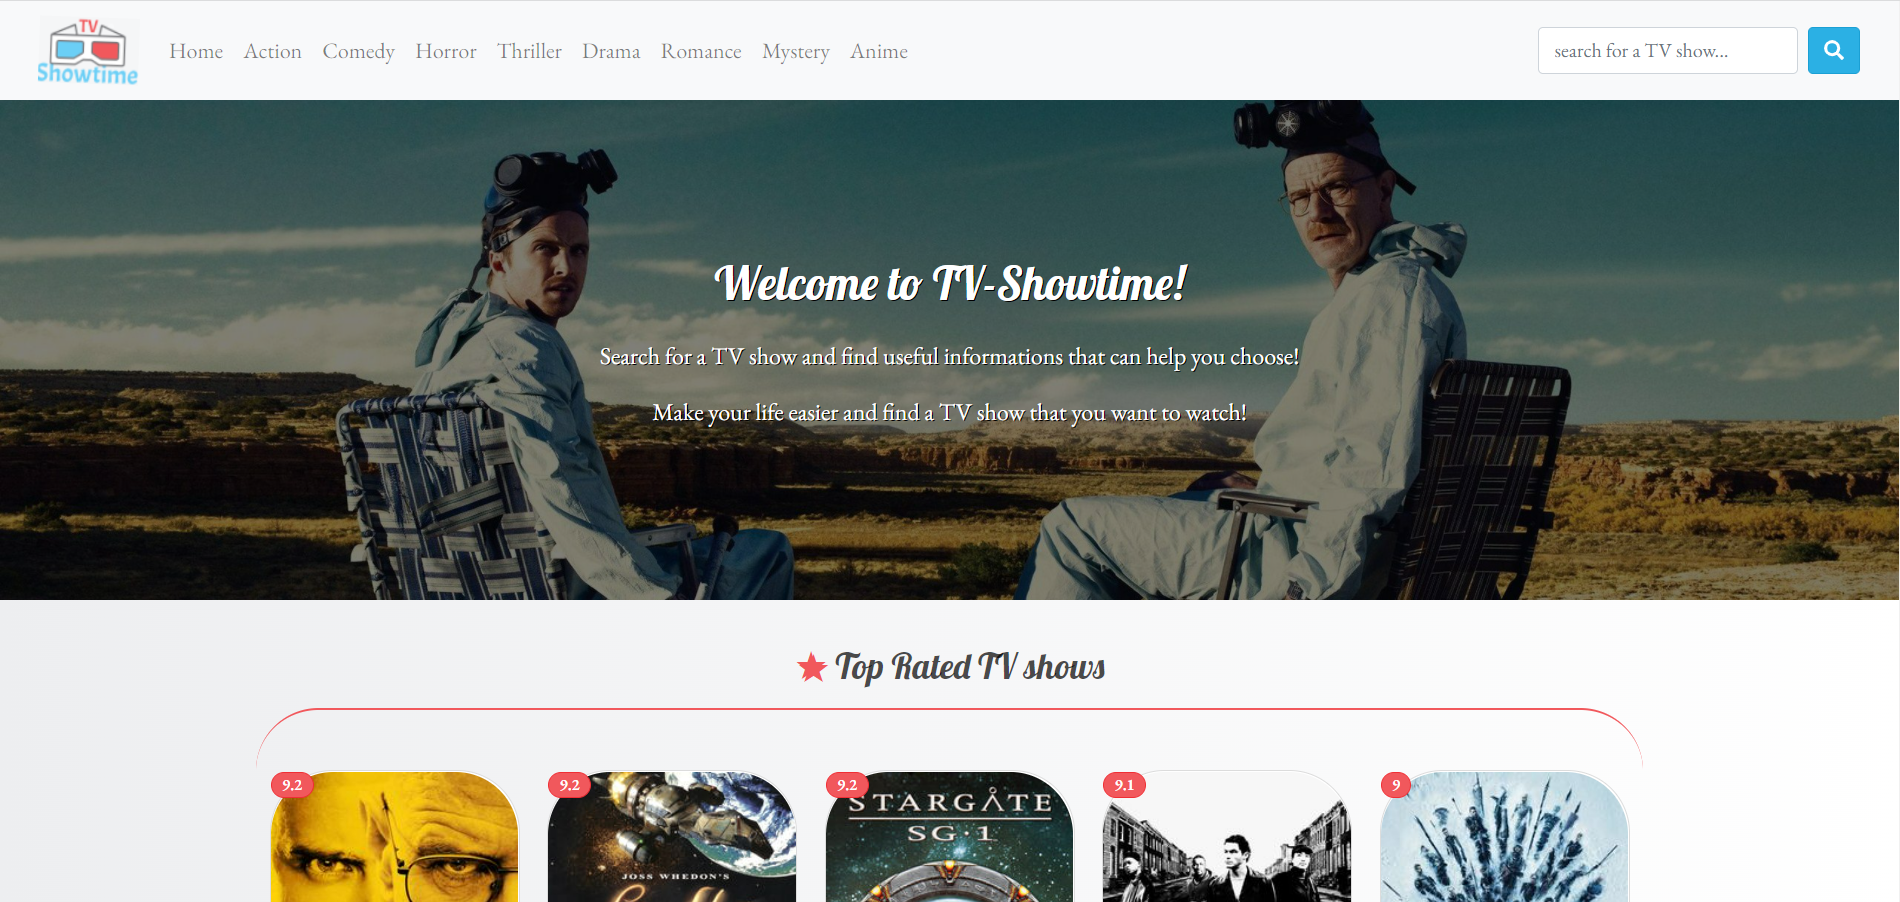 TV
Showtime
Home Action Comedy Horror Thriller Drama Romance Mystery Anime
search for a TV show...
Welcome to TV-Showtime!
Search for a TV show and find useful informations that can help you choose!
Make your life easier and find a TV show that you want to watch!
Top Rated TV shows
9.2
9.2
JOSS WHEDON'S
9.2
STARGATE
SG·1
9.1
9